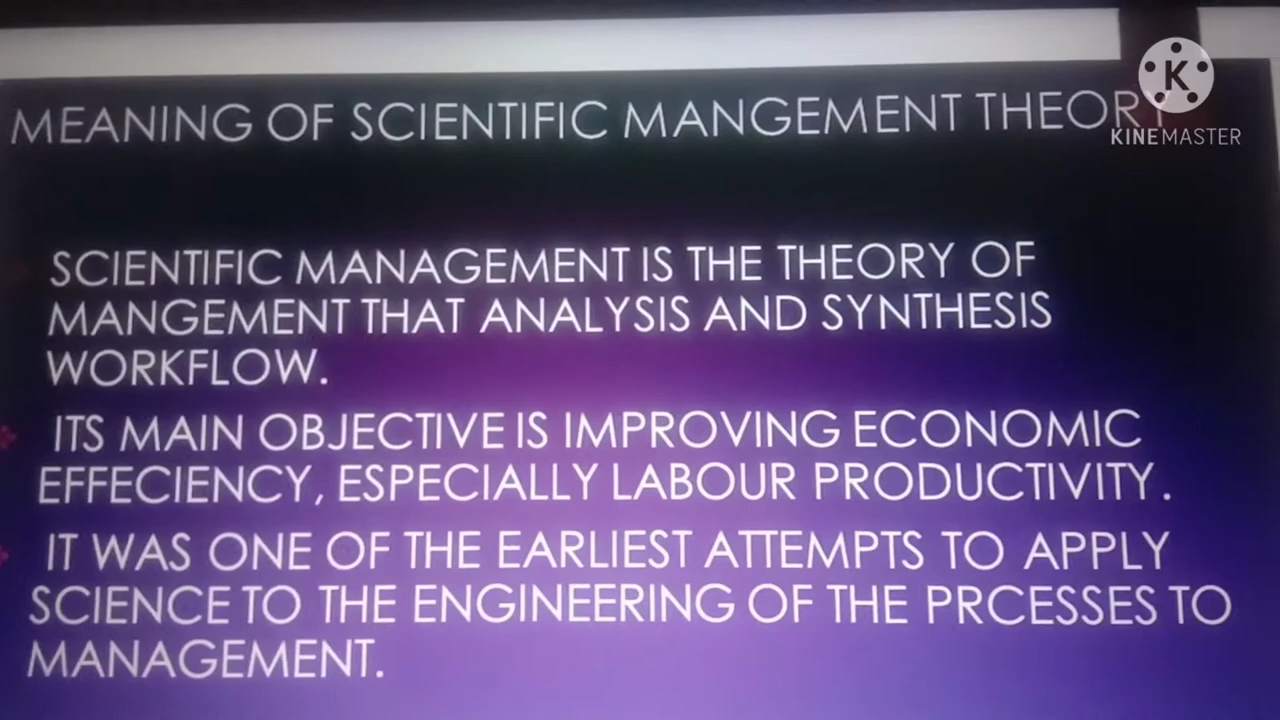 MEANING OF SCIENTIFIC MANGEMENT THEORY
KINEMASTER
SCIENTIFIC MANAGEMENT IS THE THEORY OF
MANGEMENT THAT ANALYSIS AND SYNTHESIS
WORKFLOW.
ITS MAIN OBJECTIVE IS IMPROVING ECONOMIC
EFFECIENCY, ESPECIALLY LABOUR PRODUCTIVITY.
IT WAS ONE OF THE EARLIEST ATTEMPTS TO APPLY
SCIENCE TO THE ENGINEERING OF THE PRCESSES TO
MANAGEMENT.